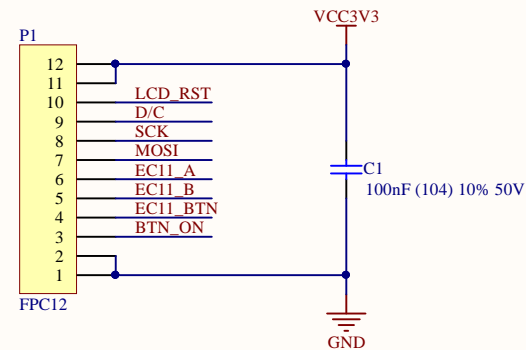 VCC3V3
P1
12
11
10 LCD_RST
9 D/C
8 SCK
7 MOSI
6 EC11_A
5 EC11_B
4 EC11_BTN
3 BTN_ON
2
1
C1
100nF (104) 10% 50V
FPC12
GND